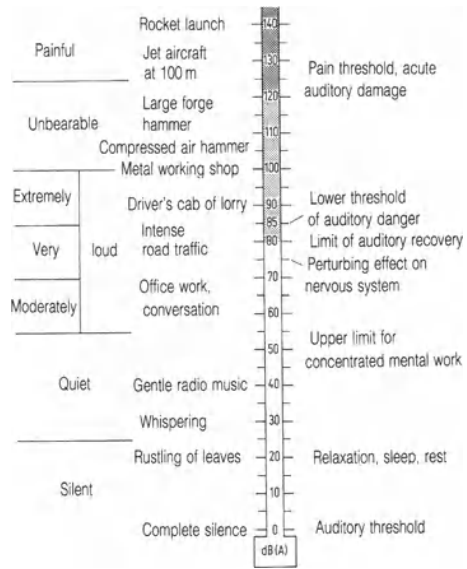 Rocket launch
140
Painful
Jet aircraft
at 100 m
130
Pain threshold, acute
auditory damage
120
Large forge
hammer
Unbearable
110
Compressed air hammer
Metal working shop
100
Extremely
Driver's cab of lorry
90
Lower threshold
of auditory danger
85
Intense
road traffic
80
Limit of auditory recovery
Very
loud
Perturbing effect on
nervous system
70
Office work,
conversation
Moderately
60
Upper limit for
concentrated mental work
50
Quiet
Gentle radio music
40
Whispering
30
Rustling of leaves
20
Relaxation, sleep, rest
Silent
10
Complete silence
0
Auditory threshold
dB(A)